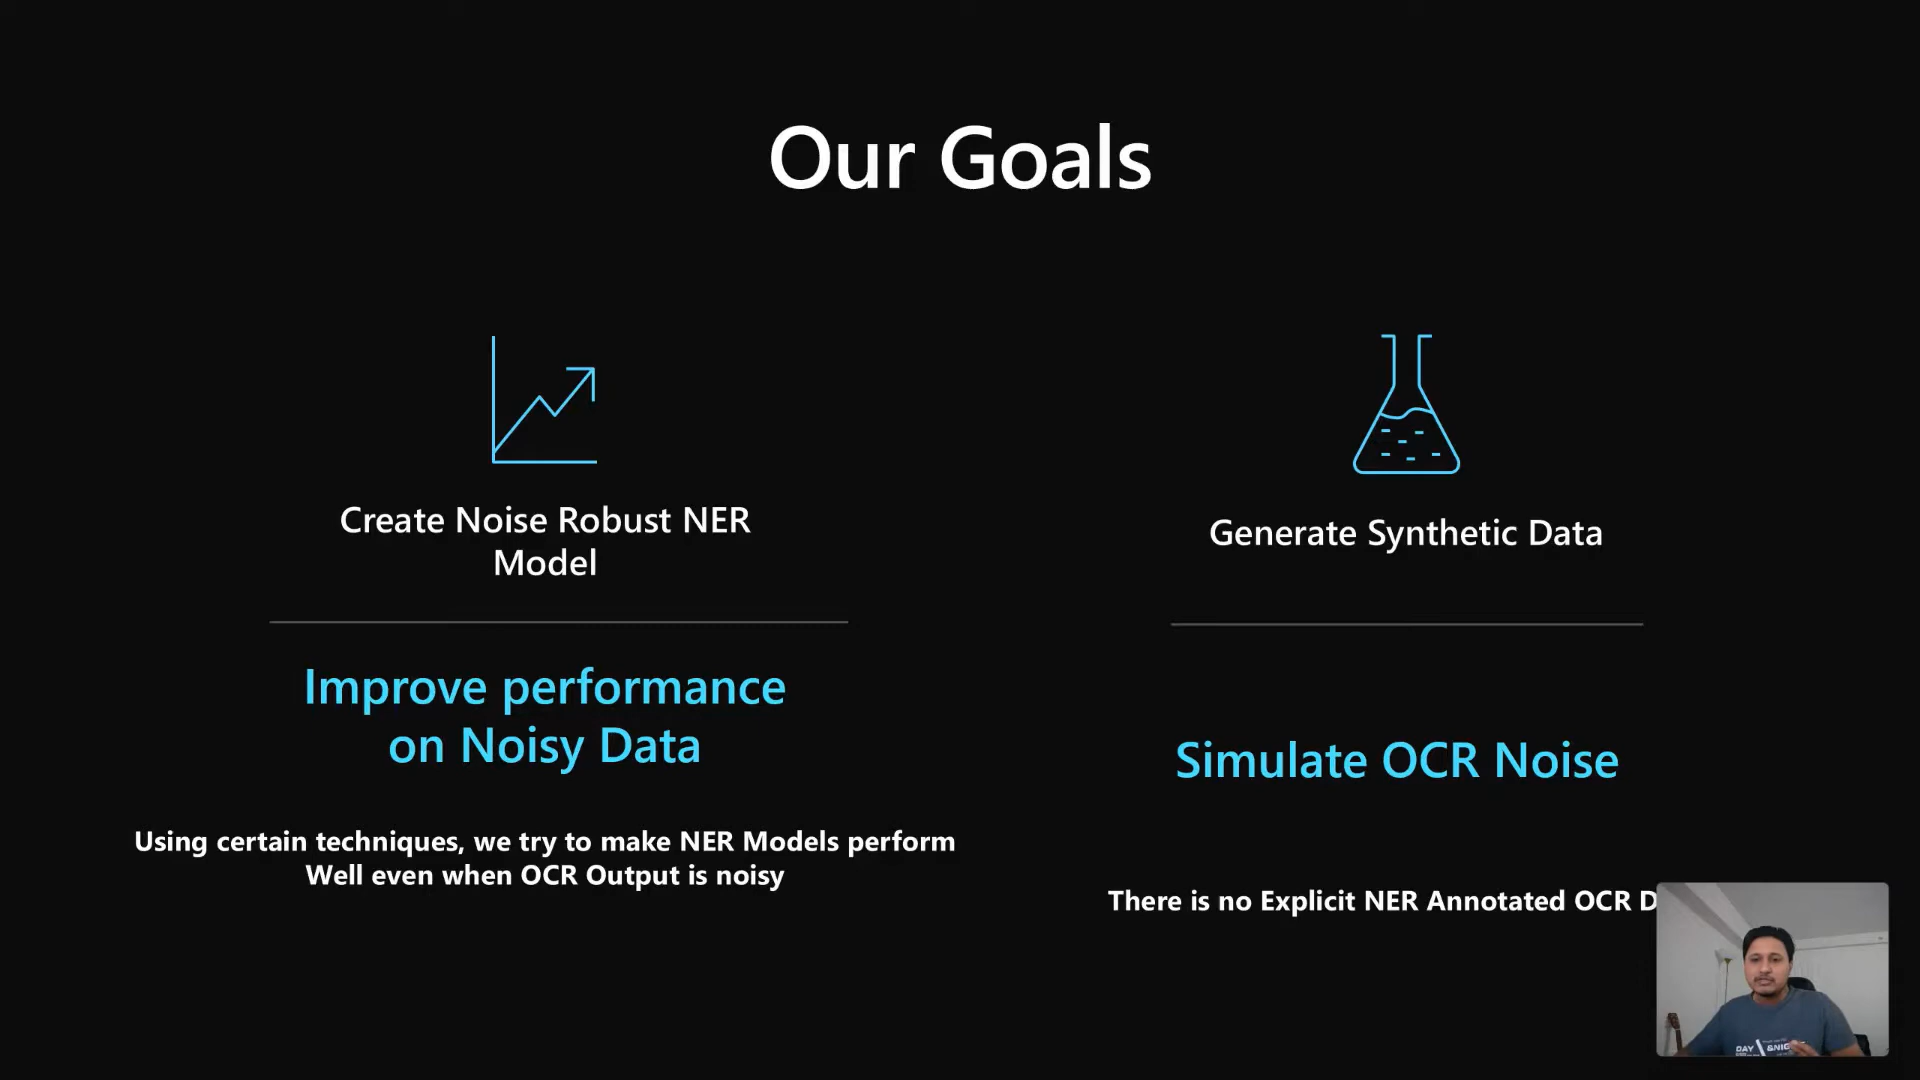 Our Goals
Create Noise Robust NER
Model
Improve performance
on Noisy Data
Using certain techniques, we try to make NER Models perform
Well even when OCR Output is noisy
Generate Synthetic Data
Simulate OCR Noise
There is no Explicit NER Annotated OCR
DAY